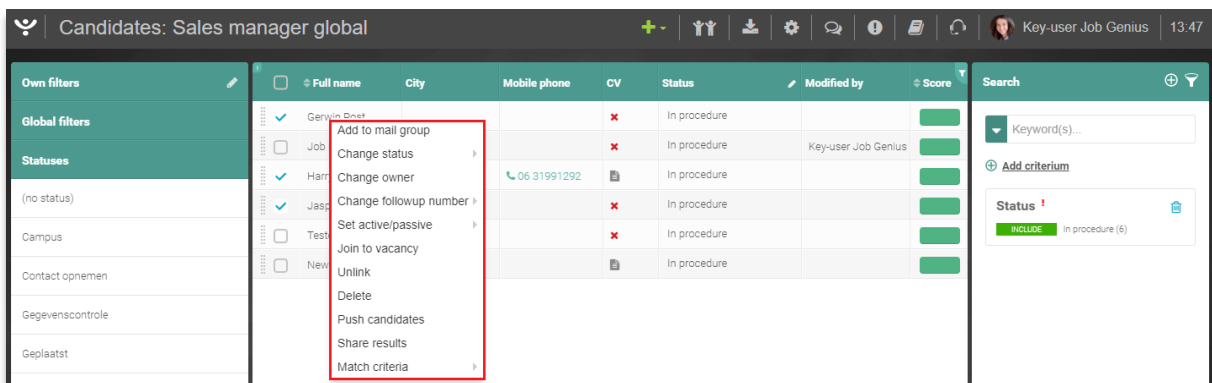 Candidates: Sales manager global
Key-user Job Genius
13:47
Own filters
Global filters
Statuses
(no status)
Campus
Contact opnemen
Gegevenscontrole
Geplaatst
Full name City Mobile phone CV Status Modified by Score
Gerwin Post In procedure
Job In procedure Key-user Job Genius
Harr 06 31991292 In procedure
Jasp In procedure
Test In procedure
New In procedure
Add to mail group
Change status
Change owner
Change followup number
Set active/passive
Join to vacancy
Unlink
Delete
Push candidates
Share results
Match criteria
Search
Keyword(s)...
Add criterium
Status !
INCLUDE In procedure (6)